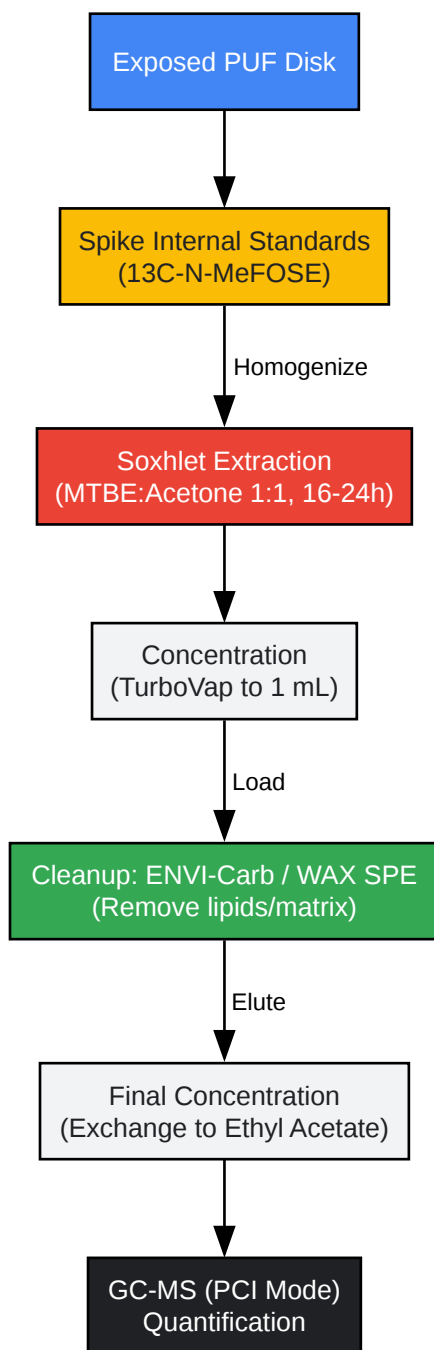 Exposed PUF Disk
Spike Internal Standards
(13C-N-MeFOSE)
Homogenize
Soxhlet Extraction
(MTBE:Acetone 1:1, 16-24h)
Concentration
(TurboVap to 1 mL)
Load
Cleanup: ENVI-Carb / WAX SPE
(Remove lipids/matrix)
Elute
Final Concentration
(Exchange to Ethyl Acetate)
GC-MS (PCI Mode)
Quantification